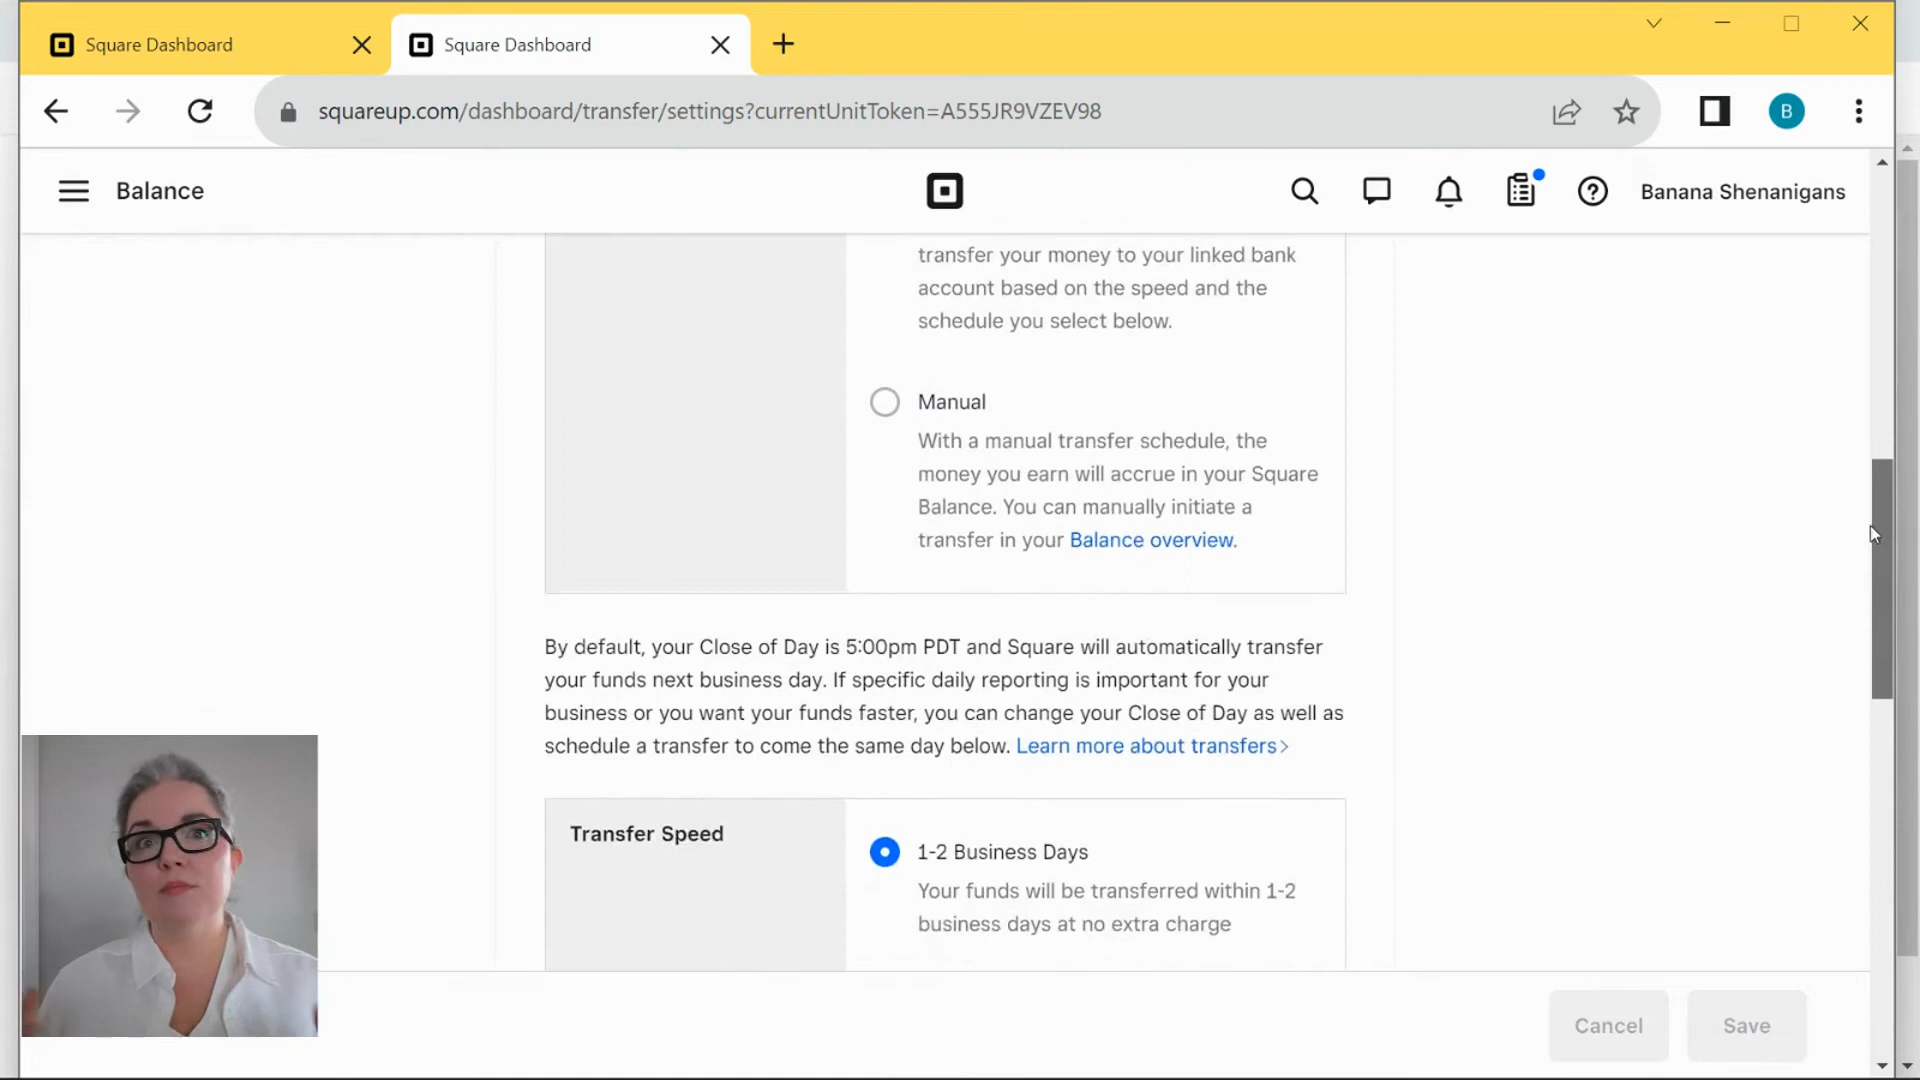 Square Dashboard
Square Dashboard
squareup.com/dashboard/transfer/settings?currentUnitToken=A555JR9VZEV98
B
Balance
Banana Shenanigans
transfer your money to your linked bank
account based on the speed and the
schedule you select below.
Manual
With a manual transfer schedule, the
money you earn will accrue in your Square
Balance. You can manually initiate a
transfer in your Balance overview.
By default, your Close of Day is 5:00pm PDT and Square will automatically transfer
your funds next business day. If specific daily reporting is important for your
business or you want your funds faster, you can change your Close of Day as well as
schedule a transfer to come the same day below. Learn more about transfers>
Transfer Speed
1-2 Business Days
Your funds will be transferred within 1-2
business days at no extra charge
Cancel
Save